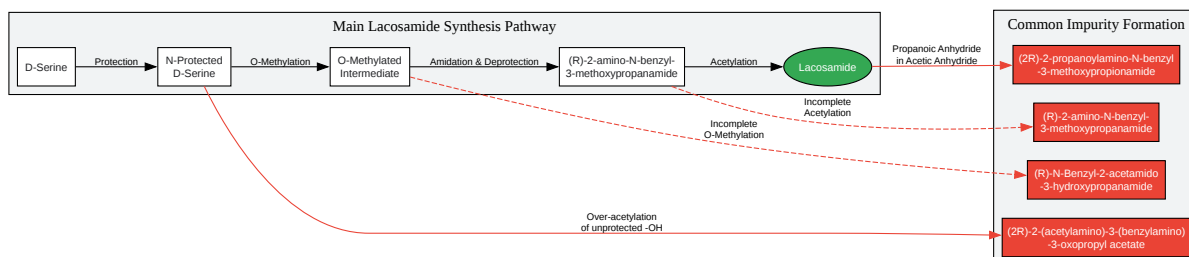 Main Lacosamide Synthesis Pathway
D-Serine
Protection
N-Protected
D-Serine
O-Methylation
O-Methylated
Intermediate
Amidation & Deprotection
(R)-2-amino-N-benzyl-
3-methoxypropanamide
Acetylation
Lacosamide
Propanoic Anhydride
in Acetic Anhydride
Incomplete
Acetylation
Incomplete
O-Methylation
Over-acetylation
of unprotected -OH
Common Impurity Formation
(2R)-2-propanoylamino-N-benzyl
-3-methoxypropionamide
(R)-2-amino-N-benzyl-
3-methoxypropanamide
(R)-N-Benzyl-2-acetamido
-3-hydroxypropanamide
(2R)-2-(acetylamino)-3-(benzylamino)
-3-oxopropyl acetate